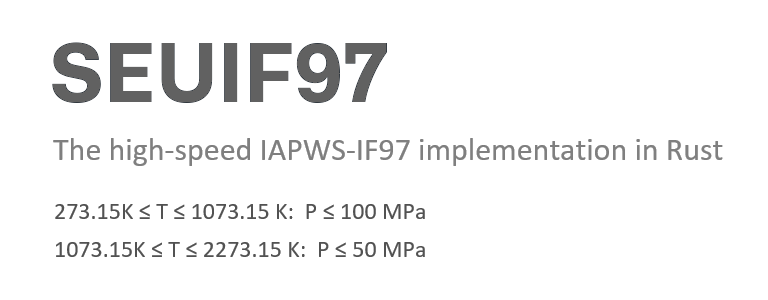 SEUIF97
The high-speed IAPWS-IF97 implementation in Rust
273.15K ≤ T ≤ 1073.15 K:  P ≤ 100 MPa
1073.15K ≤ T ≤ 2273.15 K:  P ≤ 50 MPa